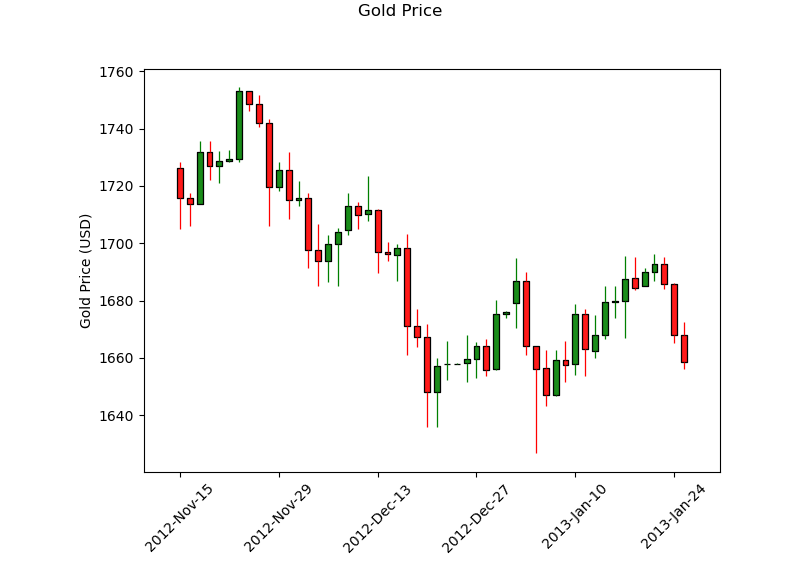 Gold Price
Gold Price (USD)
1760
1740
1720
1700
1680
1660
1640
2012-Nov-15
2012-Nov-29
2012-Dec-13
2012-Dec-27
2013-Jan-10
2013-Jan-24